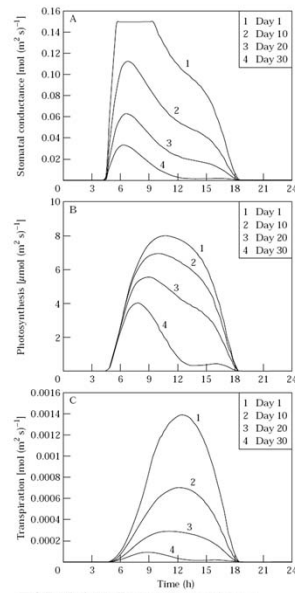 A
Stomatal conductance [mol (m² s)⁻¹]
0.16
0.14
0.12
0.10
0.08
0.06
0.04
0.02
0 3 6 9 12 15 18 21 24
1 Day 1
2 Day 10
3 Day 20
4 Day 30
1
2
3
4
B
Photosynthesis [µmol (m² s)⁻¹]
10
8
6
4
2
0 3 6 9 12 15 18 21 24
1 Day 1
2 Day 10
3 Day 20
4 Day 30
1
2
3
4
C
Transpiration [mol (m² s)⁻¹]
0.0016
0.0014
0.0012
0.001
0.0008
0.0006
0.0004
0.0002
0 3 6 9 12 15 18 21 24
1 Day 1
2 Day 10
3 Day 20
4 Day 30
1
2
3
4
Time (h)